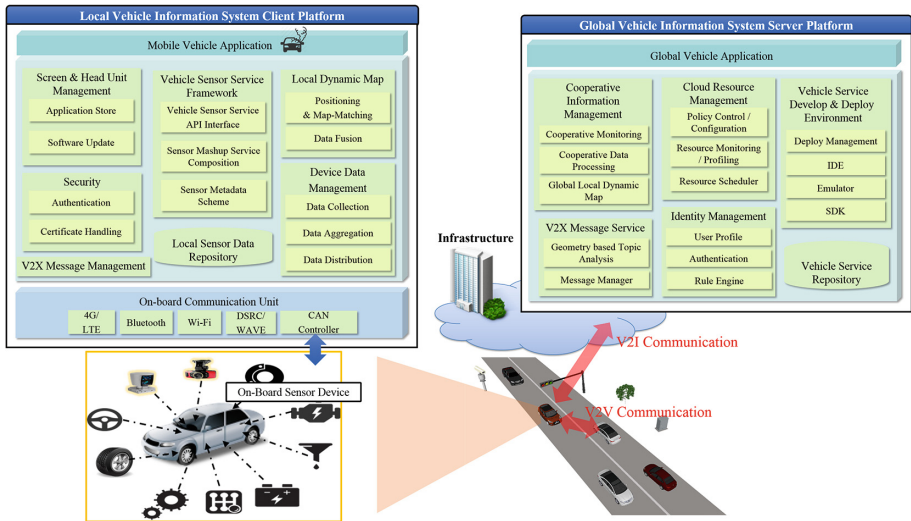 Local Vehicle Information System Client Platform
Mobile Vehicle Application
Screen & Head Unit
Management
Application Store
Software Update
Security
Authentication
Certificate Handling
V2X Message Management
Vehicle Sensor Service
Framework
Vehicle Sensor Service
API Interface
Sensor Mashup Service
Composition
Sensor Metadata
Scheme
Local Sensor Data
Repository
Local Dynamic Map
Positioning
& Map-Matching
Data Fusion
Device Data
Management
Data Collection
Data Aggregation
Data Distribution
On-board Communication Unit
4G/
LTE
Bluetooth
Wi-Fi
DSRC/
WAVE
CAN
Controller
On-Board Sensor Device
Global Vehicle Information System Server Platform
Global Vehicle Application
Cooperative
Information
Management
Cooperative Monitoring
Cooperative Data
Processing
Global Local Dynamic
Map
V2X Message Service
Geometry based Topic
Analysis
Message Manager
Cloud Resource
Management
Policy Control /
Configuration
Resource Monitoring
/ Profiling
Resource Scheduler
Identity Management
User Profile
Authentication
Rule Engine
Vehicle Service
Develop & Deploy
Environment
Deploy Management
IDE
Emulator
SDK
Vehicle Service
Repository
Infrastructure
V2I Communication
V2V Communication